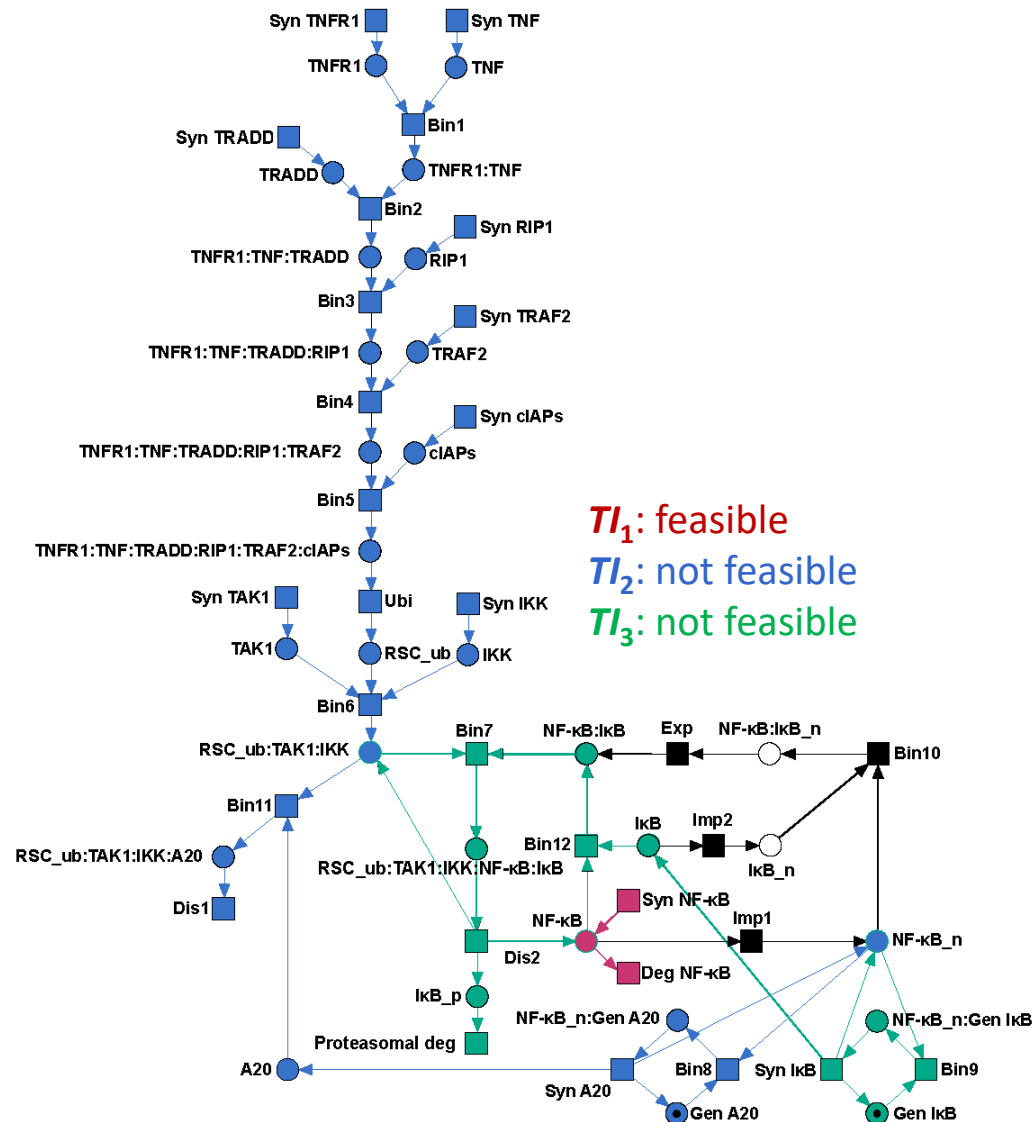 Syn TNFR1
Syn TNF
TNFR1
TNF
Bin1
Syn TRADD
TRADD
TNFR1:TNF
Bin2
Syn RIP1
TNFR1:TNF:TRADD
RIP1
Bin3
Syn TRAF2
TNFR1:TNF:TRADD:RIP1
TRAF2
Bin4
Syn cIAPs
TNFR1:TNF:TRADD:RIP1:TRAF2
cIAPs
Bin5
TI1: feasible
TNFR1:TNF:TRADD:RIP1:TRAF2:cIAPs
TI2: not feasible
Syn TAK1
Ubi
Syn IKK
TI3: not feasible
TAK1
RSC_ub
IKK
Bin6
Bin7
NF-κB:IκB
Exp
NF-κB:IκB_n
RSC_ub:TAK1:IKK
Bin10
Bin11
IκB
Imp2
Bin12
RSC_ub:TAK1:IKK:A20
RSC_ub:TAK1:IKK:NF-κB:IκB
IκB_n
Dis1
Syn NF-κB
NF-κB
Imp1
NF-κB_n
Dis2
Deg NF-κB
IκB_p
NF-κB_n:Gen A20
NF-κB_n:Gen IκB
Proteasomal deg
A20
Syn A20
Bin8
Syn IκB
Bin9
Gen A20
Gen IκB